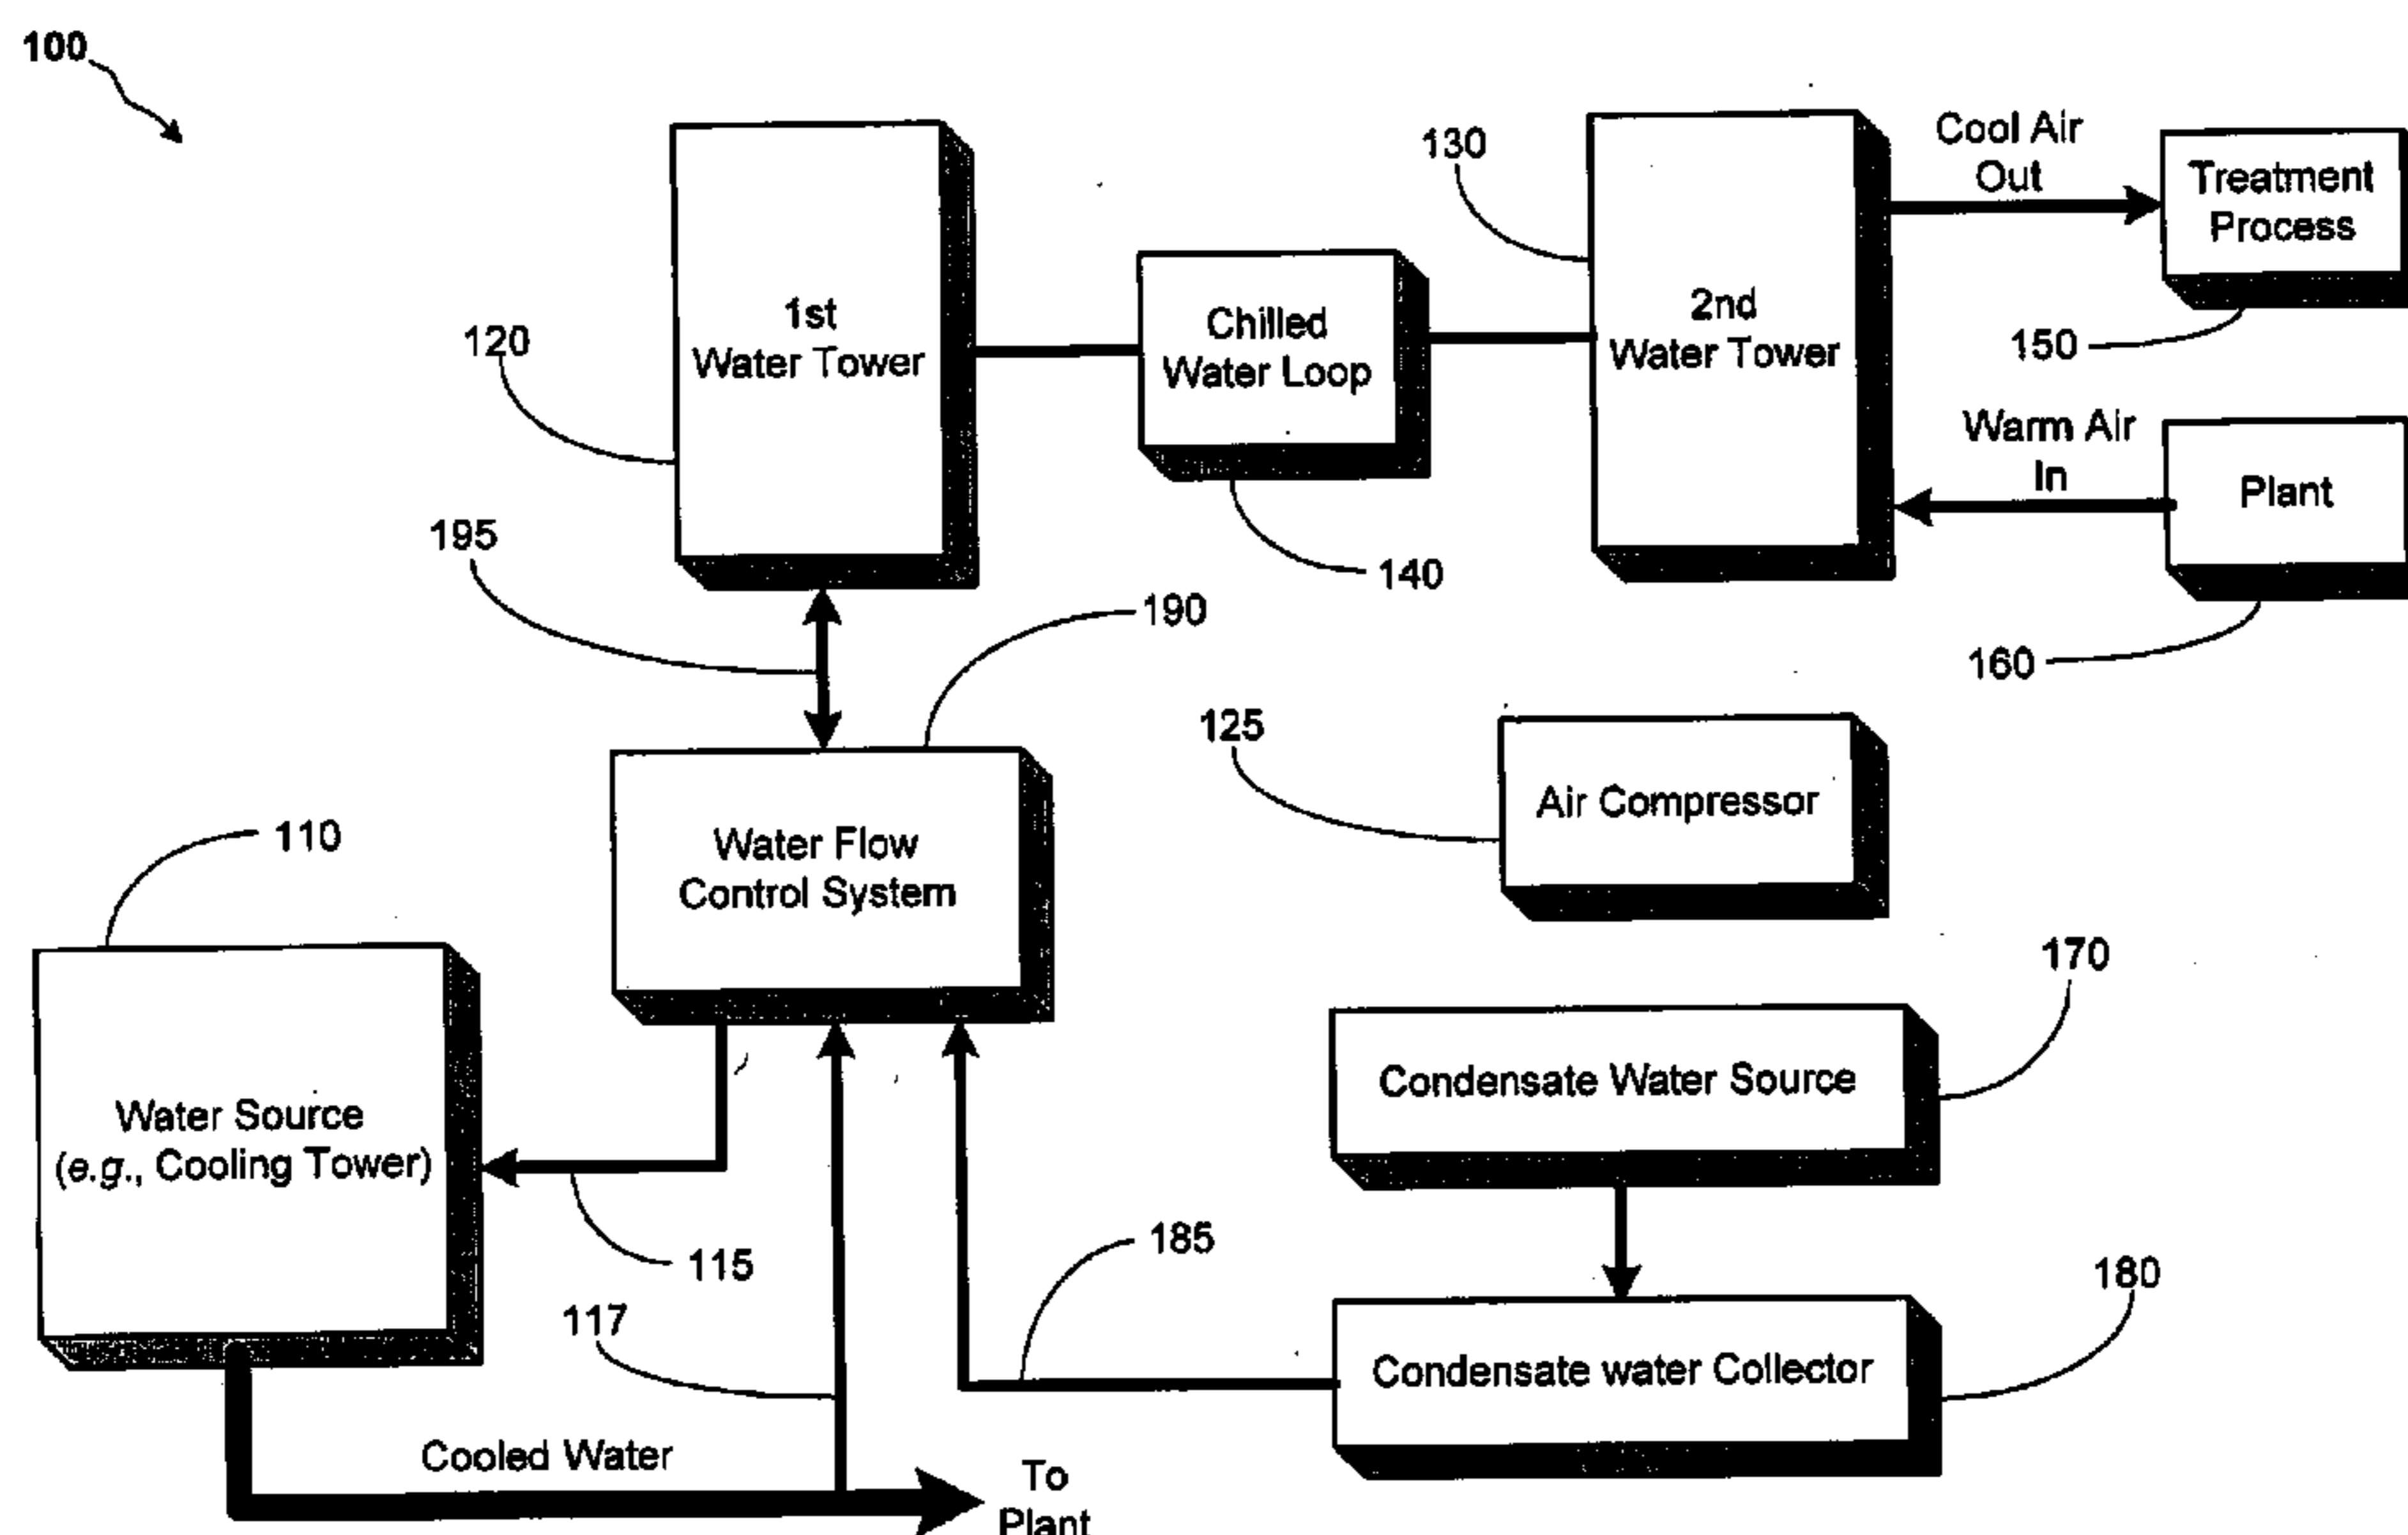 100
1st
Water Tower
120
Chilled
Water Loop
140
130
2nd
Water Tower
Cool Air
Out
Treatment
Process
150
Warm Air
In
Plant
160
195
190
Water Flow
Control System
125
Air Compressor
110
Water Source
(e.g., Cooling Tower)
115
117
170
Condensate Water Source
185
180
Condensate water Collector
Cooled Water
To
Plant